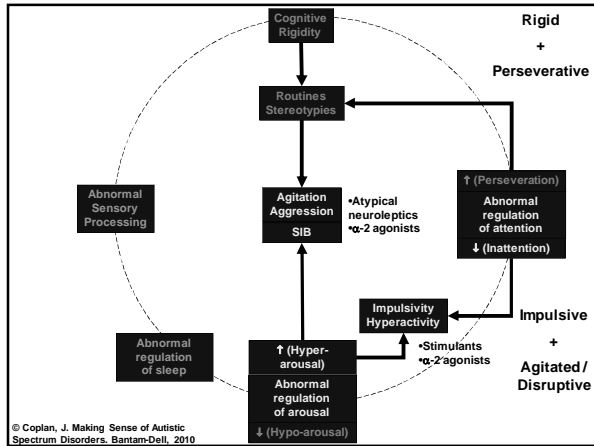 Cognitive
Rigidity
Rigid
+
Perseverative
Routines
Stereotypies
Abnormal
Sensory
Processing
Agitation
Aggression
SIB
•Atypical
neuroleptics
•α-2 agonists
↑ (Perseveration)
Abnormal
regulation
of attention
↓ (Inattention)
Impulsivity
Hyperactivity
•Stimulants
•α-2 agonists
Impulsive
+
Agitated/
Disruptive
Abnormal
regulation
of sleep
↑ (Hyper-
arousal)
Abnormal
regulation
of arousal
↓ (Hypo-arousal)
© Coplan, J. Making Sense of Autistic
Spectrum Disorders. Bantam-Dell, 2010